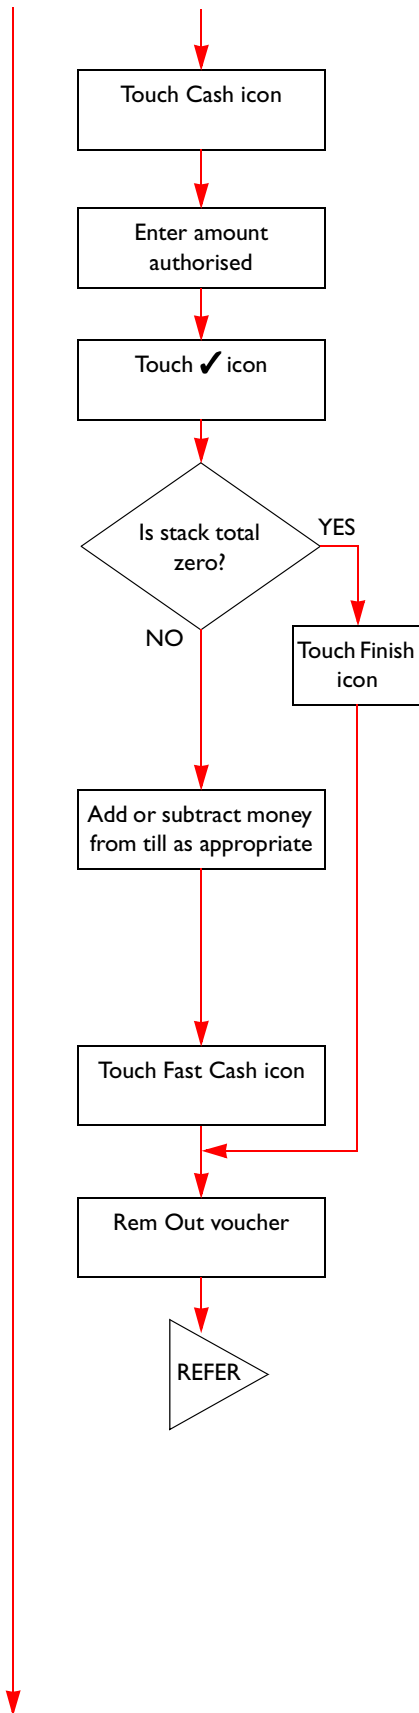 Touch Cash icon
Enter amount
authorised
Touch ✓ icon
Is stack total
zero?
YES
NO
Touch Finish
icon
Add or subtract money
from till as appropriate
Touch Fast Cash icon
Rem Out voucher
REFER